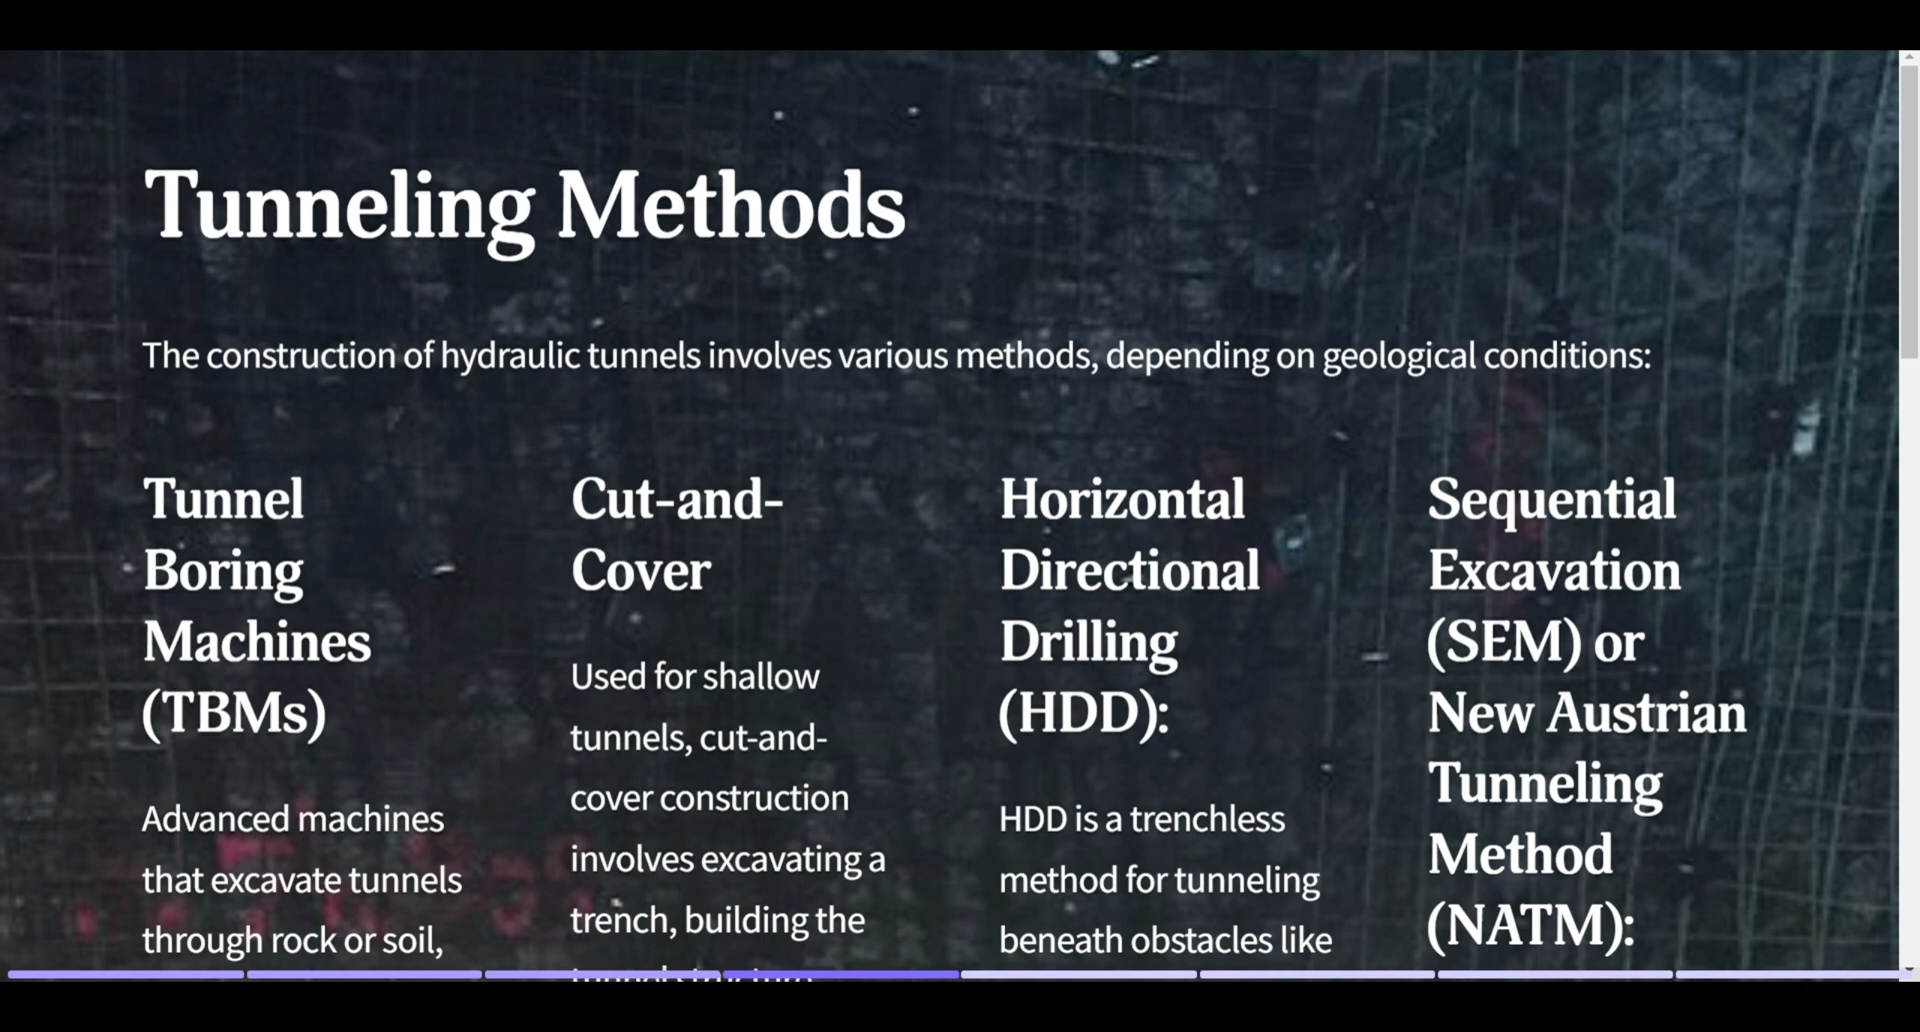 Tunneling Methods
The construction of hydraulic tunnels involves various methods, depending on geological conditions:
Tunnel
Boring
Machines
(TBMs)
Advanced machines
that excavate tunnels
through rock or soil,
Cut-and-
Cover
Used for shallow
tunnels, cut-and-
cover construction
involves excavating a
trench, building the
Horizontal
Directional
Drilling
(HDD):
HDD is a trenchless
method for tunneling
beneath obstacles like
Sequential
Excavation
(SEM) or
New Austrian
Tunneling
Method
(NATM):